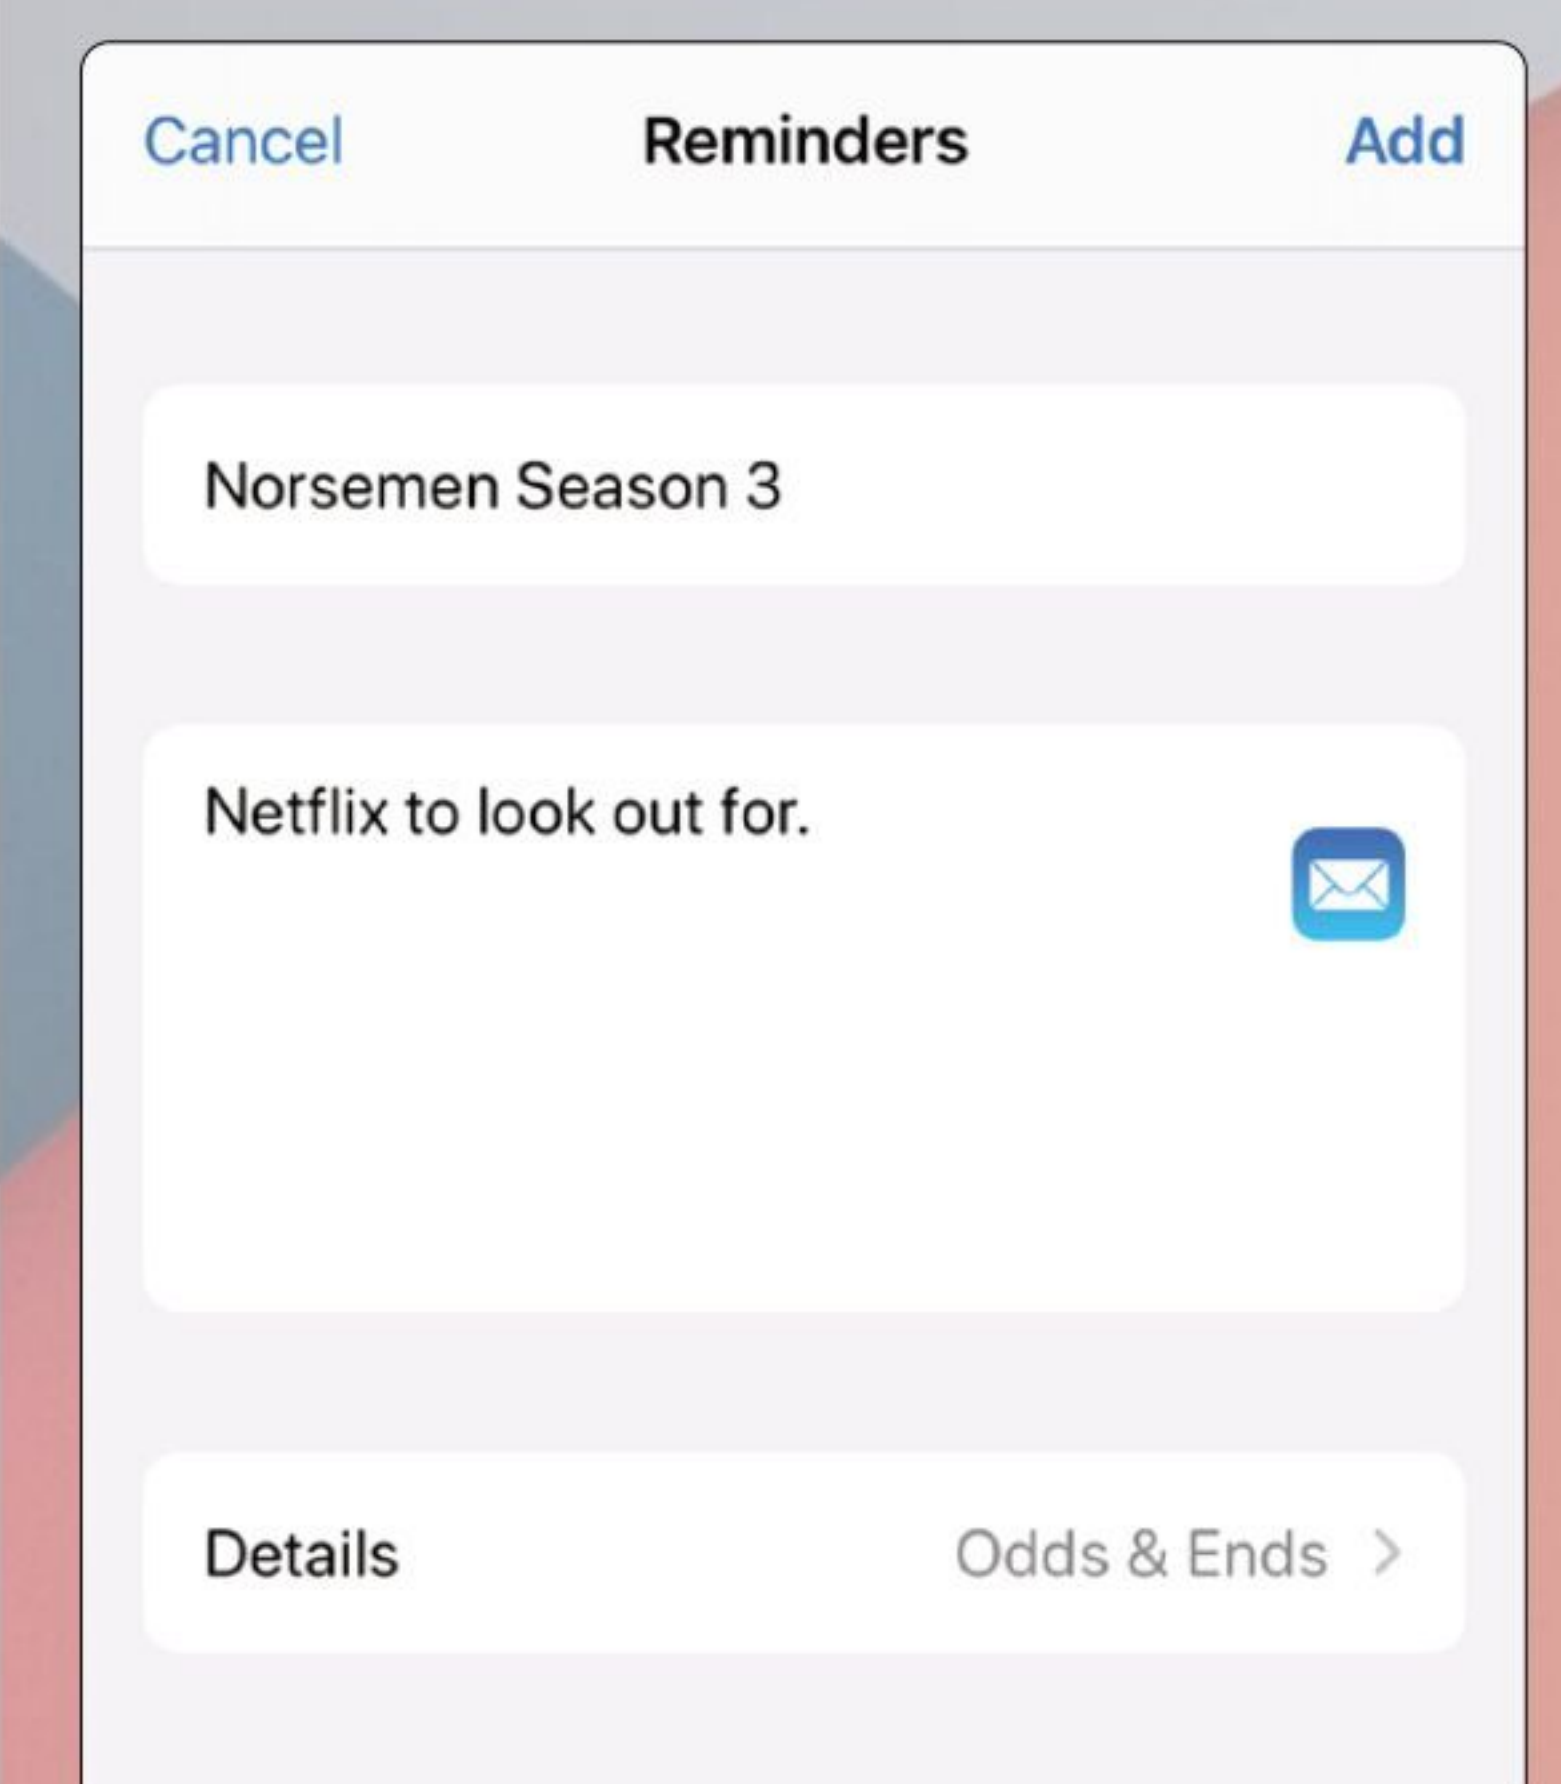 Cancel Reminders Add
Norsemen Season 3
Netflix to look out for.
Details Odds & Ends >